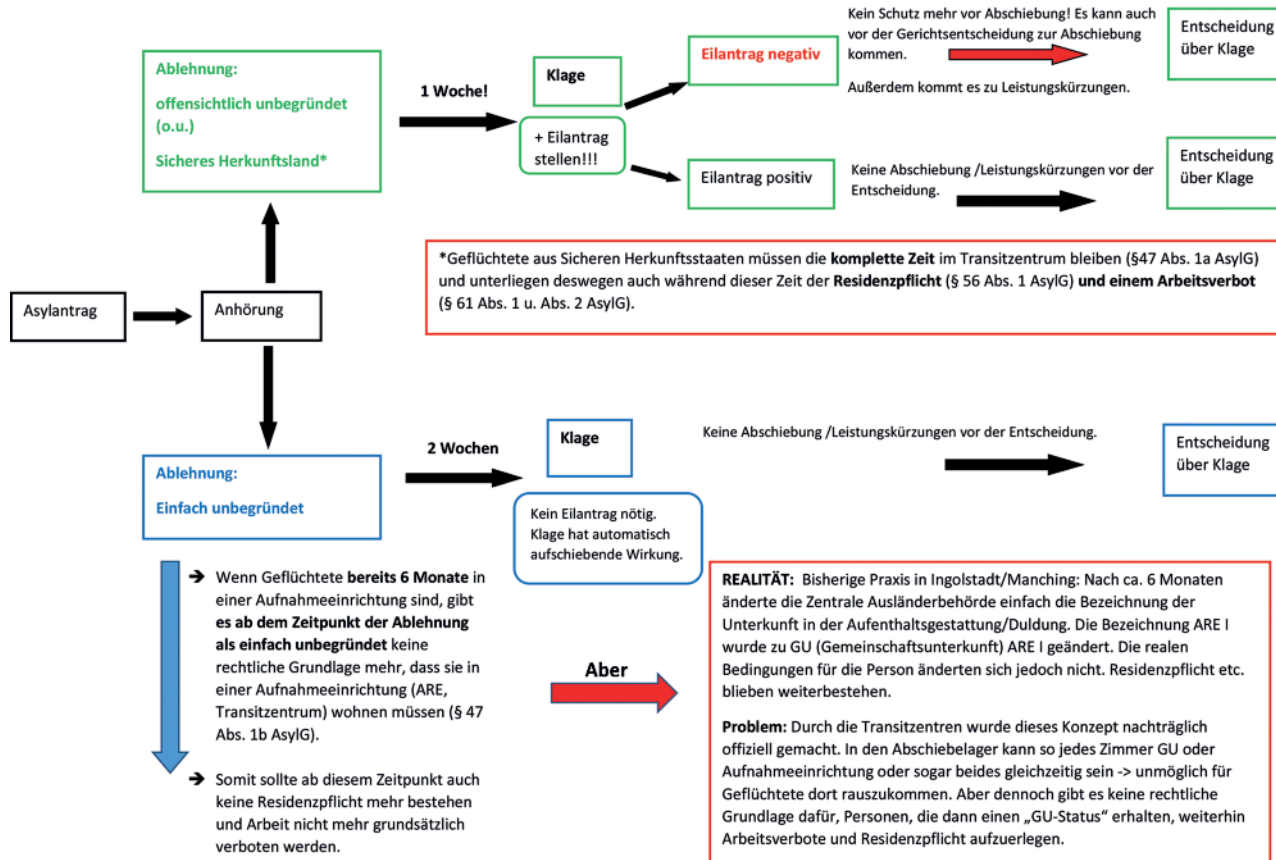 Ablehnung:
offensichtlich unbegründet
(o.u.)
Sicheres Herkunftsland*
1 Woche!
Klage
+ Eilantrag
stellen!!!
Eilantrag negativ
Kein Schutz mehr vor Abschiebung! Es kann auch
vor der Gerichtsentscheidung zur Abschiebung
kommen.
Außerdem kommt es zu Leistungskürzungen.
Entscheidung
über Klage
Eilantrag positiv
Keine Abschiebung /Leistungskürzungen vor der
Entscheidung.
Entscheidung
über Klage
*Geflüchtete aus Sicheren Herkunftsstaaten müssen die komplette Zeit im Transitzentrum bleiben (§47 Abs. 1a AsylG)
und unterliegen deswegen auch während dieser Zeit der Residenzpflicht (§ 56 Abs. 1 AsylG) und einem Arbeitsverbot
(§ 61 Abs. 1 u. Abs. 2 AsylG).
Asylantrag
Anhörung
Ablehnung:
Einfach unbegründet
2 Wochen
Klage
Kein Eilantrag nötig.
Klage hat automatisch
aufschiebende Wirkung.
Keine Abschiebung /Leistungskürzungen vor der Entscheidung.
Entscheidung
über Klage
Wenn Geflüchtete bereits 6 Monate in
einer Aufnahmeeinrichtung sind, gibt
es ab dem Zeitpunkt der Ablehnung
als einfach unbegründet keine
rechtliche Grundlage mehr, dass sie in
einer Aufnahmeeinrichtung (ARE,
Transitzentrum) wohnen müssen (§ 47
Abs. 1b AsylG).
Somit sollte ab diesem Zeitpunkt auch
keine Residenzpflicht mehr bestehen
und Arbeit nicht mehr grundsätzlich
verboten werden.
Aber
REALITÄT: Bisherige Praxis in Ingolstadt/Manching: Nach ca. 6 Monaten
änderte die Zentrale Ausländerbehörde einfach die Bezeichnung der
Unterkunft in der Aufenthaltsgestattung/Duldung. Die Bezeichnung ARE I
wurde zu GU (Gemeinschaftsunterkunft) ARE I geändert. Die realen
Bedingungen für die Person änderten sich jedoch nicht. Residenzpflicht etc.
blieben weiterbestehen.
Problem: Durch die Transitzentren wurde dieses Konzept nachträglich
offiziell gemacht. In den Abschiebelager kann so jedes Zimmer GU oder
Aufnahmeeinrichtung oder sogar beides gleichzeitig sein -> unmöglich für
Geflüchtete dort rauszukommen. Aber dennoch gibt es keine rechtliche
Grundlage dafür, Personen, die dann einen „GU-Status“ erhalten, weiterhin
Arbeitsverbote und Residenzpflicht aufzuerlegen.